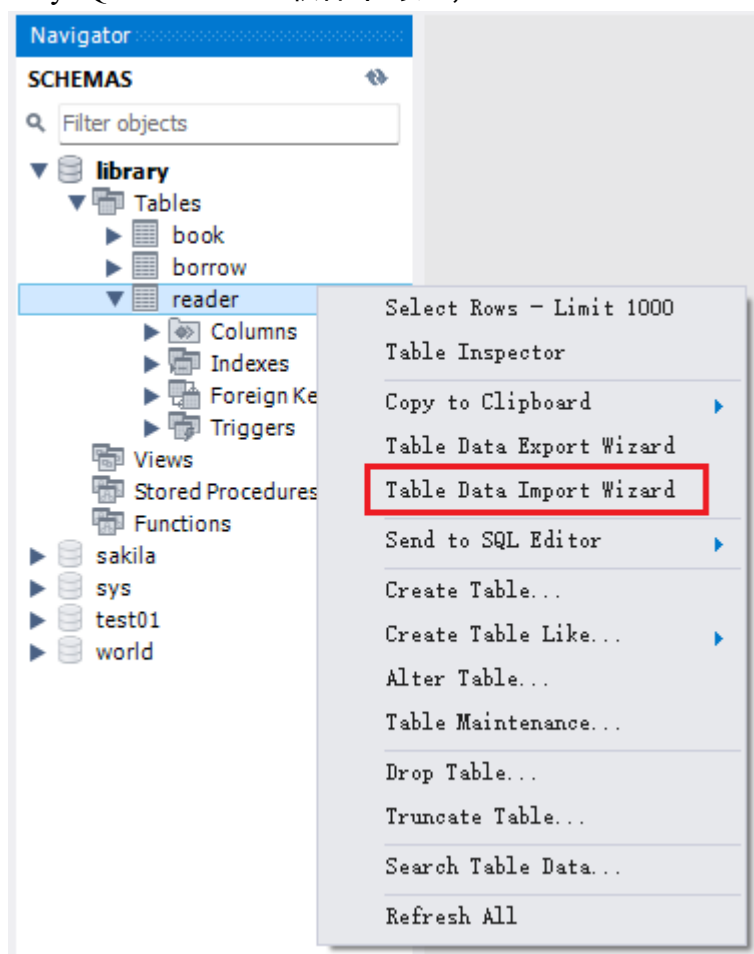 Navigator
SCHEMAS
Filter objects
library
Tables
book
borrow
reader
Columns
Indexes
Foreign Ke
Triggers
Views
Stored Procedures
Functions
sakila
sys
test01
world
Select Rows - Limit 1000
Table Inspector
Copy to Clipboard
Table Data Export Wizard
Table Data Import Wizard
Send to SQL Editor
Create Table...
Create Table Like...
Alter Table...
Table Maintenance...
Drop Table...
Truncate Table...
Search Table Data...
Refresh All